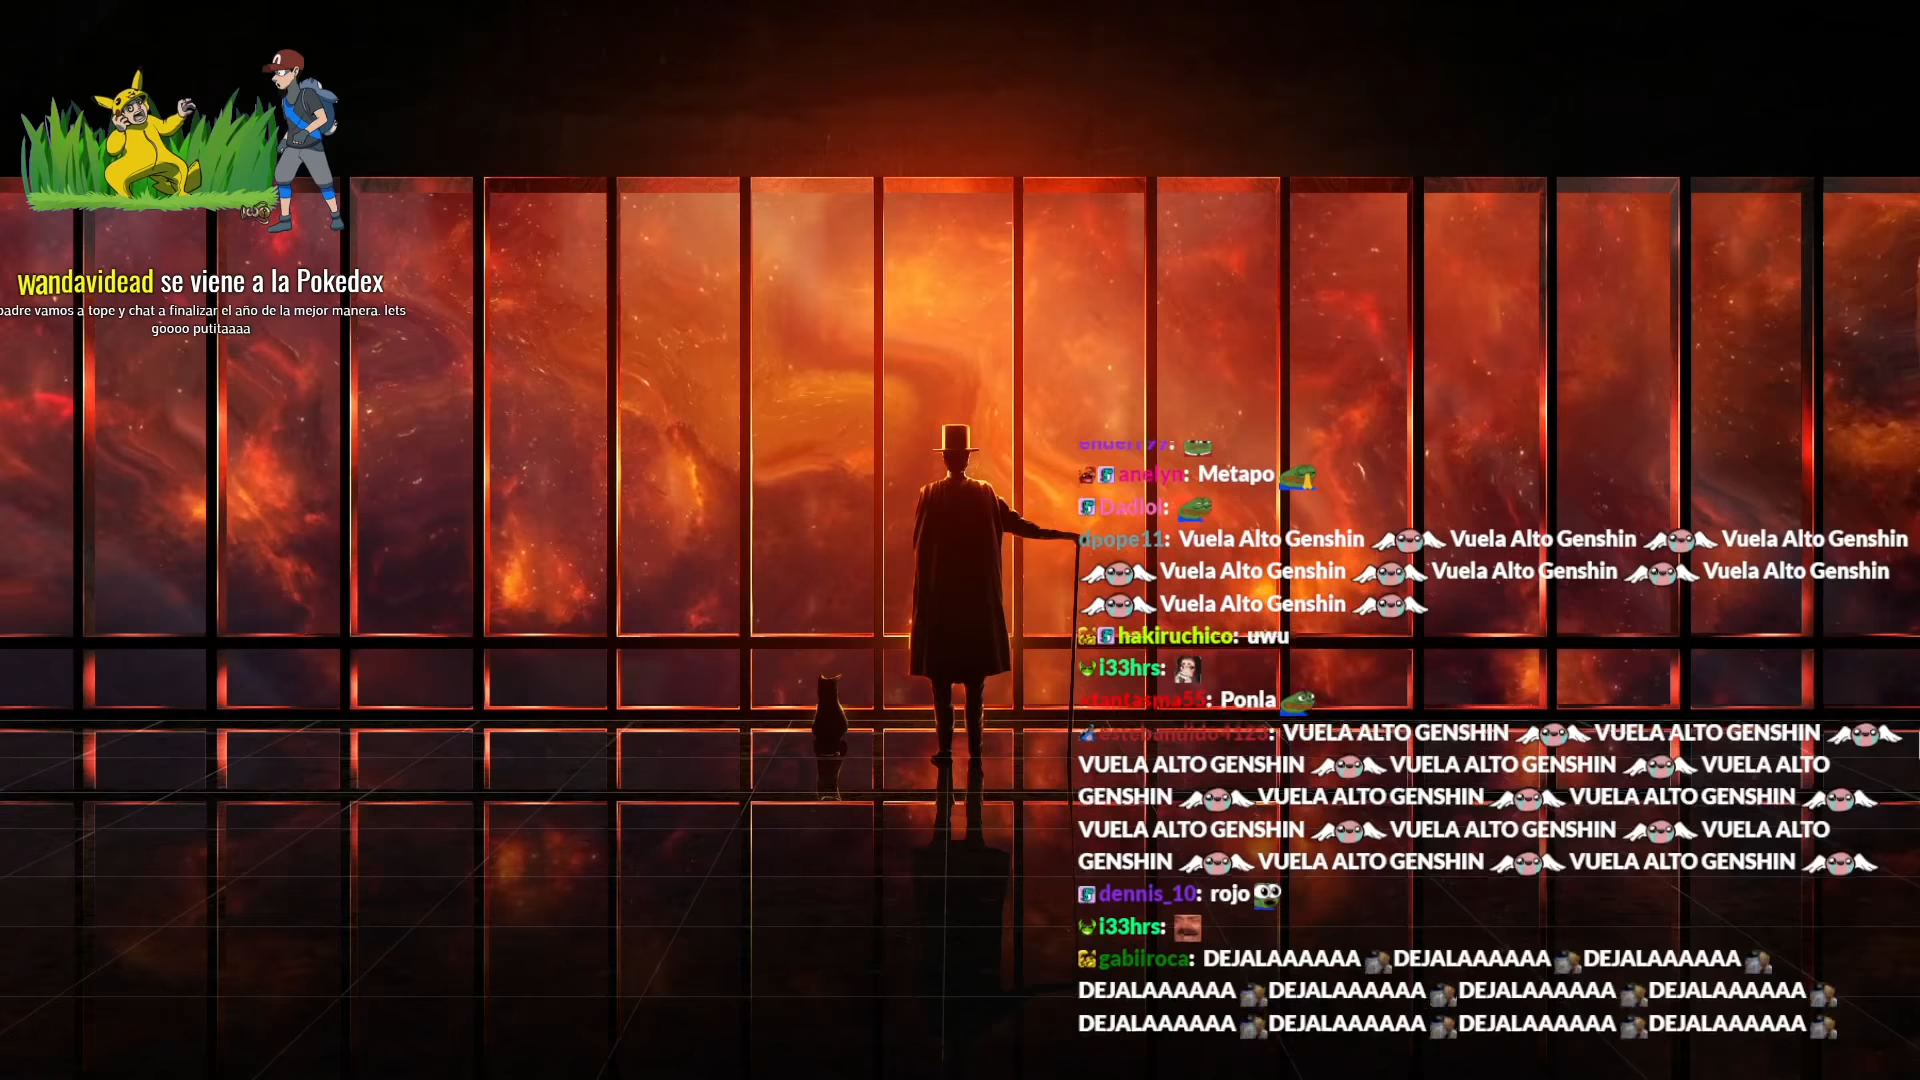 wandavidead se viene a la Pokedex
padre vamos a tope y chat a finalizar el año de la mejor manera. lets
goooo putitaaaa
anelyn: Metapo
Dadlol:
dpope11: Vuela Alto Genshin Vuela Alto Genshin Vuela Alto Genshin
Vuela Alto Genshin Vuela Alto Genshin Vuela Alto Genshin
Vuela Alto Genshin
hakiruchico: uwu
i33hrs:
xfantasma55: Ponla
estebandido4125: VUELA ALTO GENSHIN VUELA ALTO GENSHIN
VUELA ALTO GENSHIN VUELA ALTO GENSHIN VUELA ALTO
GENSHIN VUELA ALTO GENSHIN VUELA ALTO GENSHIN
VUELA ALTO GENSHIN VUELA ALTO GENSHIN VUELA ALTO
GENSHIN VUELA ALTO GENSHIN VUELA ALTO GENSHIN
dennis_10: rojo
i33hrs:
gabiiroca: DEJALAAAAAA DEJALAAAAAA DEJALAAAAAA
DEJALAAAAAA DEJALAAAAAA DEJALAAAAAA DEJALAAAAAA
DEJALAAAAAA DEJALAAAAAA DEJALAAAAAA DEJALAAAAAA